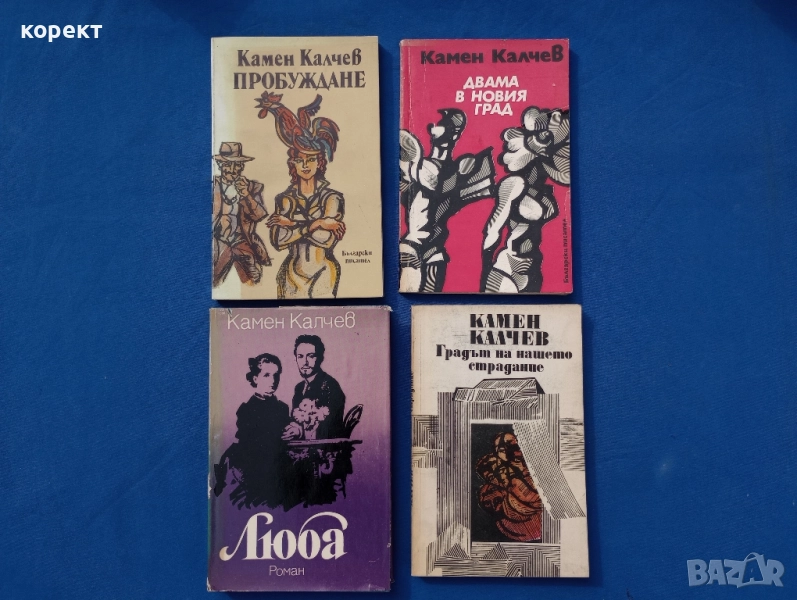 корект
Камен Калчев
ПРОБУЖДАНЕ
Български
писател
Камен Калчев
ДВАМА
В НОВИЯ
ГРАД
Български писател
Камен Калчев
Люба
Роман
КАМЕН
КАЛЧЕВ
Градът на нашето
страдание
BAZAR